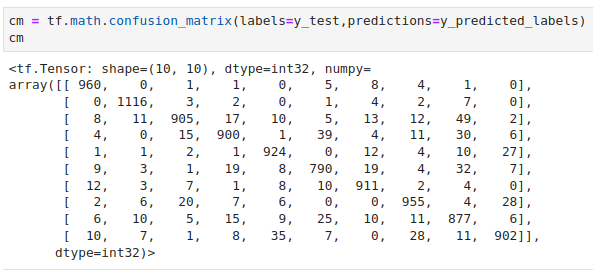 cm = tf.math.confusion_matrix(labels=y_test,predictions=y_predicted_labels)
cm
<tf.Tensor: shape=(10, 10), dtype=int32, numpy=
array([[ 960,    0,    1,    1,    0,    5,    8,    4,    1,    0],
       [   0, 1116,    3,    2,    0,    1,    4,    2,    7,    0],
       [   8,   11,  905,   17,   10,    5,   13,   12,   49,    2],
       [   4,    0,   15,  900,    1,   39,    4,   11,   30,    6],
       [   1,    1,    2,    1,  924,    0,   12,    4,   10,   27],
       [   9,    3,    1,   19,    8,  790,   19,    4,   32,    7],
       [  12,    3,    7,    1,    8,   10,  911,    2,    4,    0],
       [   2,    6,   20,    7,    6,    0,    0,  955,    4,   28],
       [   6,   10,    5,   15,    9,   25,   10,   11,  877,    6],
       [  10,    7,    1,    8,   35,    7,    0,   28,   11,  902]],
      dtype=int32)>